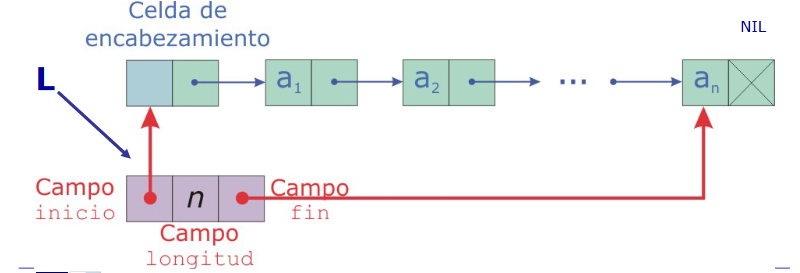 Celda de
encabezamiento
NIL
L
a1
a2
...
an
Campo
inicio
n
Campo
fin
Campo
longitud